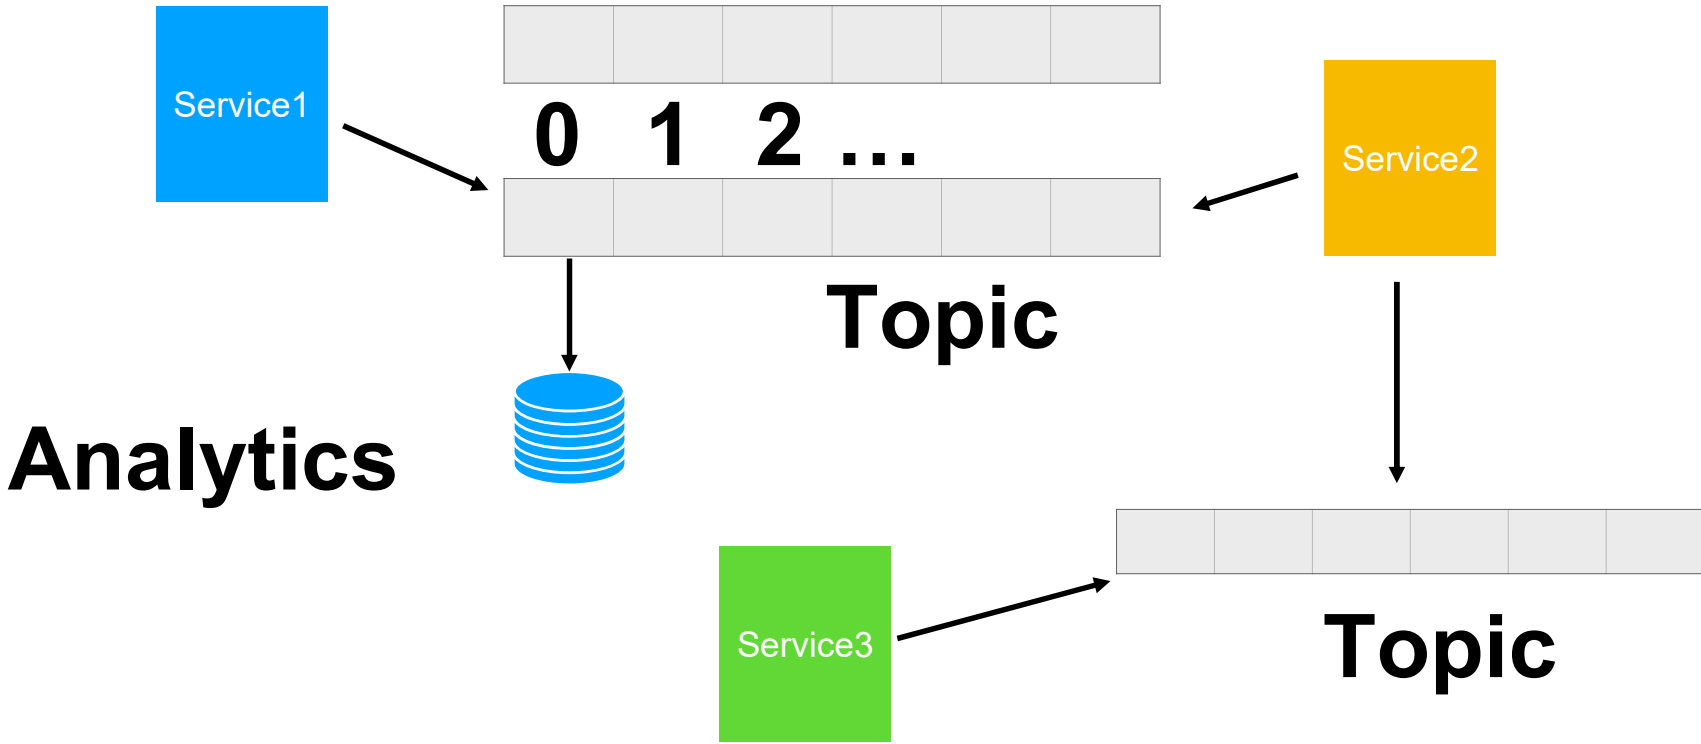 Service1
0 1 2 ...
Service2
Topic
Analytics
Service3
Topic